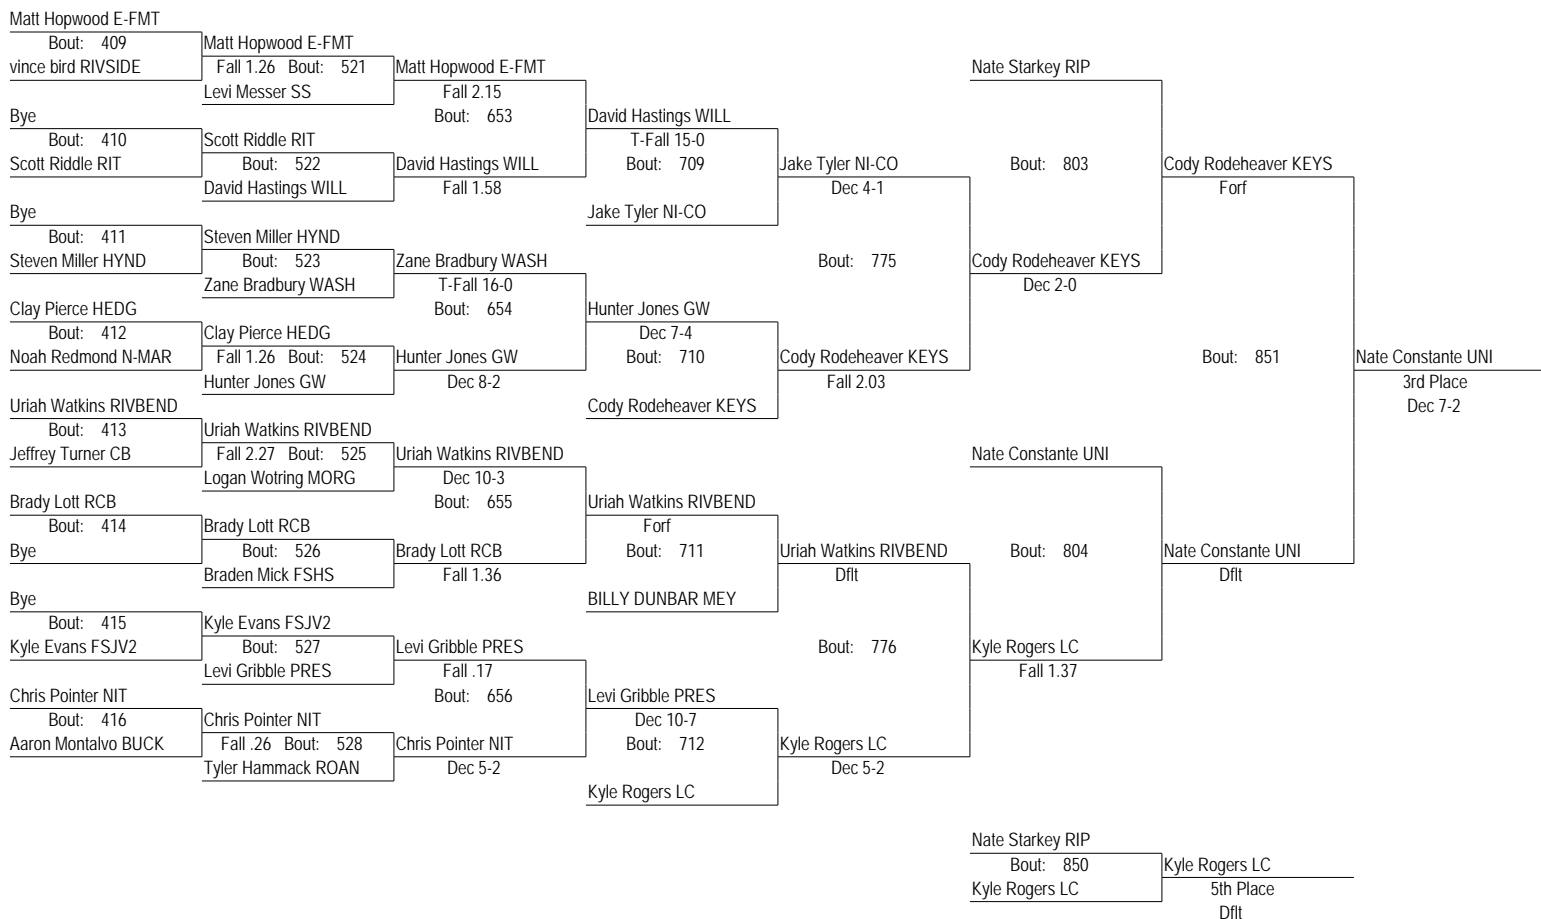 Matt Hopwood E-FMT
Bout: 409
Matt Hopwood E-FMT
vince bird RIVSIDE
Fall 1.26 Bout: 521
Matt Hopwood E-FMT
Nate Starkey RIP
Levi Messer SS
Fall 2.15
Bye
Bout: 653
David Hastings WILL
Bout: 410
Scott Riddle RIT
T-Fall 15-0
Scott Riddle RIT
Bout: 522
David Hastings WILL
Bout: 709
Jake Tyler NI-CO
Bout: 803
Cody Rodeheaver KEYS
David Hastings WILL
Fall 1.58
Dec 4-1
Forf
Bye
Jake Tyler NI-CO
Bout: 411
Steven Miller HYND
Steven Miller HYND
Bout: 523
Zane Bradbury WASH
Bout: 775
Cody Rodeheaver KEYS
Zane Bradbury WASH
T-Fall 16-0
Dec 2-0
Clay Pierce HEDG
Bout: 654
Hunter Jones GW
Bout: 412
Clay Pierce HEDG
Dec 7-4
Noah Redmond N-MAR
Fall 1.26 Bout: 524
Hunter Jones GW
Bout: 710
Cody Rodeheaver KEYS
Bout: 851
Nate Constante UNI
Hunter Jones GW
Dec 8-2
Fall 2.03
3rd Place
Uriah Watkins RIVBEND
Cody Rodeheaver KEYS
Dec 7-2
Bout: 413
Uriah Watkins RIVBEND
Jeffrey Turner CB
Fall 2.27 Bout: 525
Uriah Watkins RIVBEND
Nate Constante UNI
Logan Wotring MORG
Dec 10-3
Brady Lott RCB
Bout: 655
Uriah Watkins RIVBEND
Bout: 414
Brady Lott RCB
Forf
Bye
Bout: 526
Brady Lott RCB
Bout: 711
Uriah Watkins RIVBEND
Bout: 804
Nate Constante UNI
Braden Mick FSHS
Fall 1.36
Dflt
Dflt
Bye
BILLY DUNBAR MEY
Bout: 415
Kyle Evans FSJV2
Kyle Evans FSJV2
Bout: 527
Levi Gribble PRES
Bout: 776
Kyle Rogers LC
Levi Gribble PRES
Fall .17
Fall 1.37
Chris Pointer NIT
Bout: 656
Levi Gribble PRES
Bout: 416
Chris Pointer NIT
Dec 10-7
Aaron Montalvo BUCK
Fall .26 Bout: 528
Chris Pointer NIT
Bout: 712
Kyle Rogers LC
Tyler Hammack ROAN
Dec 5-2
Dec 5-2
Kyle Rogers LC
Nate Starkey RIP
Bout: 850
Kyle Rogers LC
Kyle Rogers LC
5th Place
Dflt